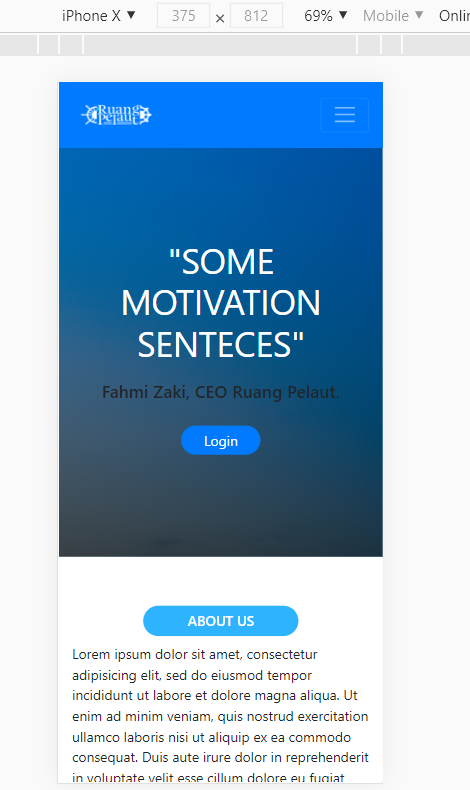 iPhone X ▼ 375 × 812 69% ▼ Mobile ▼ Onlin
Ruang
Pelaut
"SOME
MOTIVATION
SENTECES"
Fahmi Zaki, CEO Ruang Pelaut.
Login
ABOUT US
Lorem ipsum dolor sit amet, consectetur
adipisicing elit, sed do eiusmod tempor
incididunt ut labore et dolore magna aliqua. Ut
enim ad minim veniam, quis nostrud exercitation
ullamco laboris nisi ut aliquip ex ea commodo
consequat. Duis aute irure dolor in reprehenderit
in voluptate velit esse cillum dolore eu fugiat